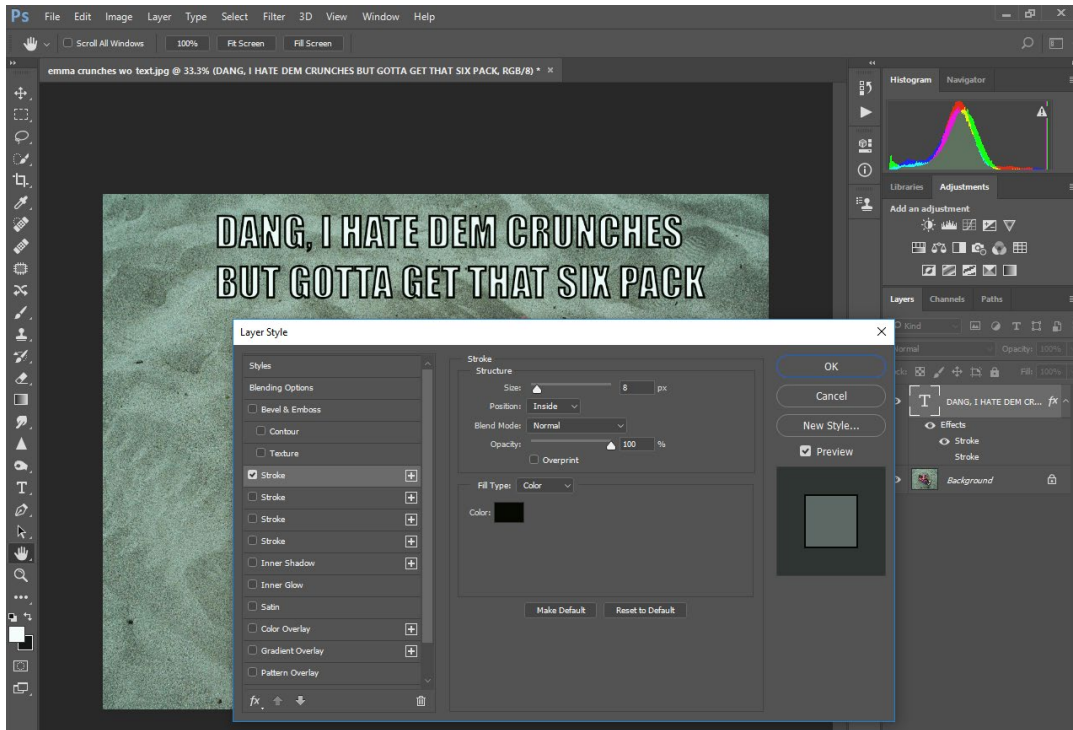 Ps File Edit Image Layer Type Select Filter 3D View Window Help
Scroll All Windows 100% Fit Screen Fill Screen
emma crunches wo text.jpg @ 33.3% (DANG, I HATE DEM CRUNCHES BUT GOTTA GET THAT SIX PACK, RGB/8) * ×
DANG, I HATE DEM CRUNCHES
BUT GOTTA GET THAT SIX PACK
Layer Style
Styles
Blending Options
Bevel & Emboss
Contour
Texture
Stroke
Stroke
Stroke
Stroke
Inner Shadow
Inner Glow
Satin
Color Overlay
Gradient Overlay
Pattern Overlay
fx
Stroke
Structure
Size: 8 px
Position: Inside
Blend Mode: Normal
Opacity: 100 %
Overprint
Fill Type: Color
Color:
Make Default Reset to Default
OK
Cancel
New Style...
Preview
Histogram Navigator
Libraries Adjustments
Add an adjustment
Layers Channels Paths
Kind
Opacity: 100%
Fill: 100%
T DANG, I HATE DEM CR... fx
Effects
Stroke
Stroke
Background